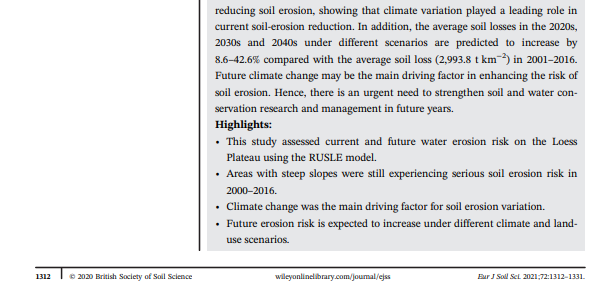 reducing soil erosion, showing that climate variation played a leading role in
current soil-erosion reduction. In addition, the average soil losses in the 2020s,
2030s and 2040s under different scenarios are predicted to increase by
8.6–42.6% compared with the average soil loss (2,993.8 t km−2) in 2001–2016.
Future climate change may be the main driving factor in enhancing the risk of
soil erosion. Hence, there is an urgent need to strengthen soil and water con-
servation research and management in future years.
Highlights:
• This study assessed current and future water erosion risk on the Loess
Plateau using the RUSLE model.
• Areas with steep slopes were still experiencing serious soil erosion risk in
2000–2016.
• Climate change was the main driving factor for soil erosion variation.
• Future erosion risk is expected to increase under different climate and land-
use scenarios.
1312 © 2020 British Society of Soil Science wileyonlinelibrary.com/journal/ejss Eur J Soil Sci. 2021;72:1312–1331.